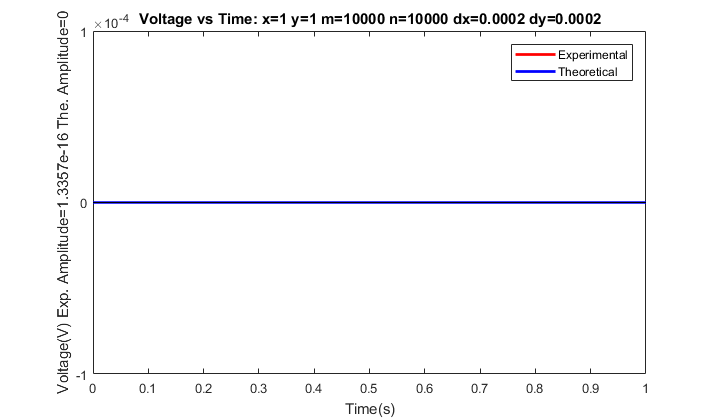 Voltage vs Time: x=1 y=1 m=10000 n=10000 dx=0.0002 dy=0.0002
×10-4
1
0
-1
Voltage(V) Exp. Amplitude=1.3357e-16 The. Amplitude=0
Experimental
Theoretical
0 0.1 0.2 0.3 0.4 0.5 0.6 0.7 0.8 0.9 1
Time(s)